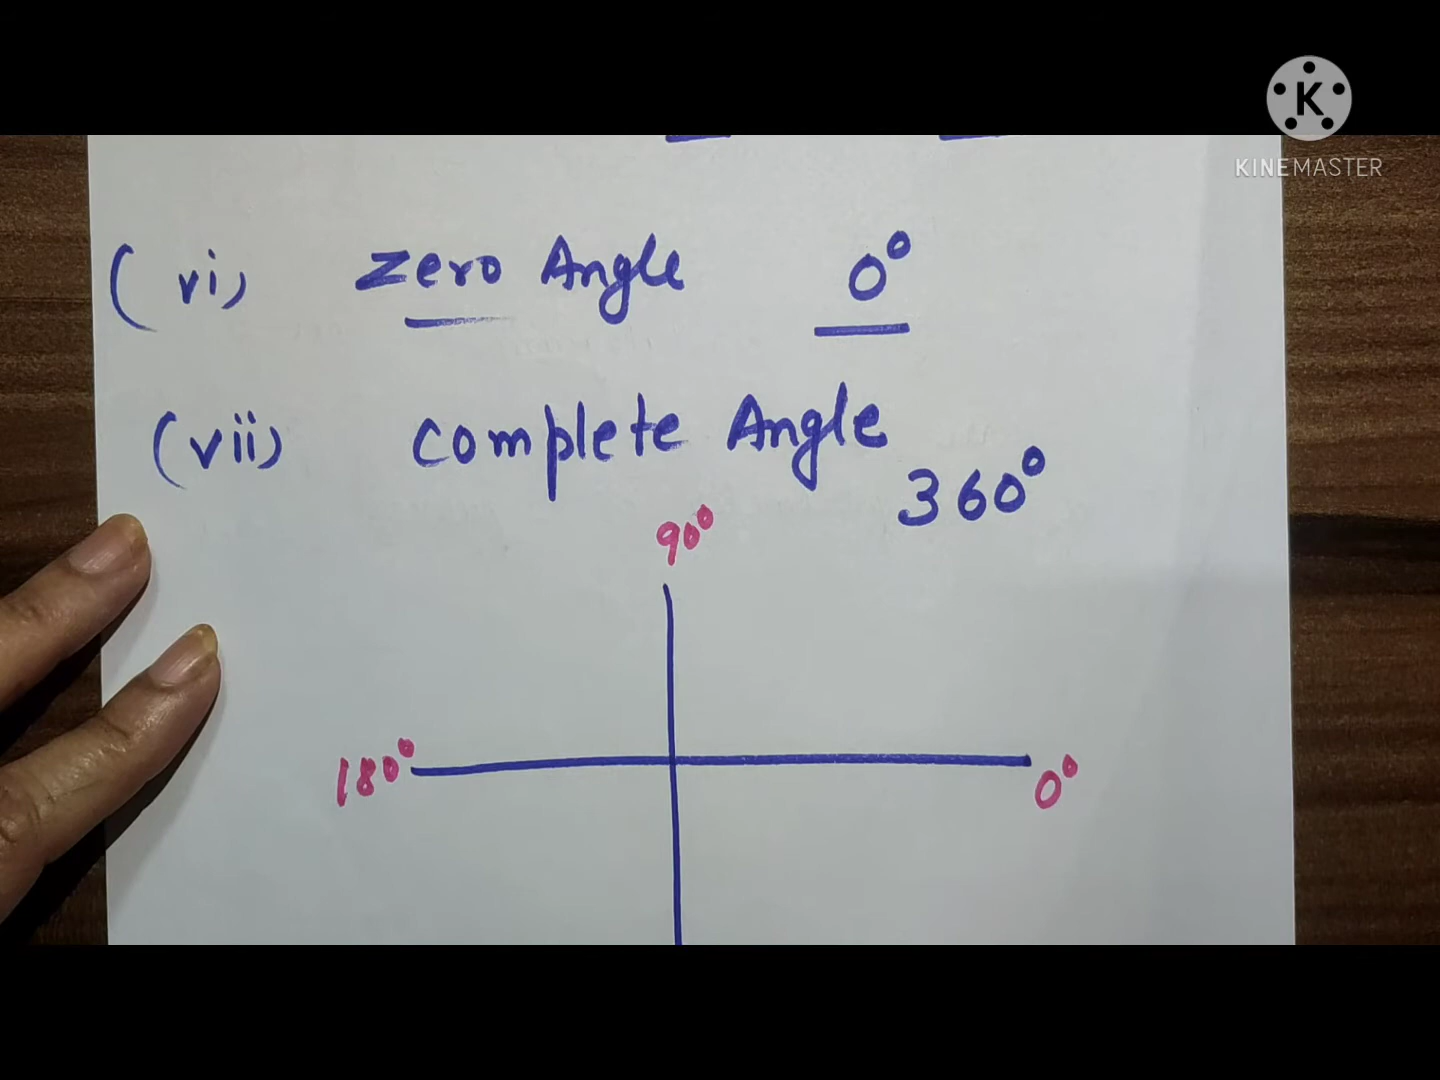 K
KINEMASTER
(vi) Zero Angle 0°
(vii) Complete Angle
360°
90°
180°
0°